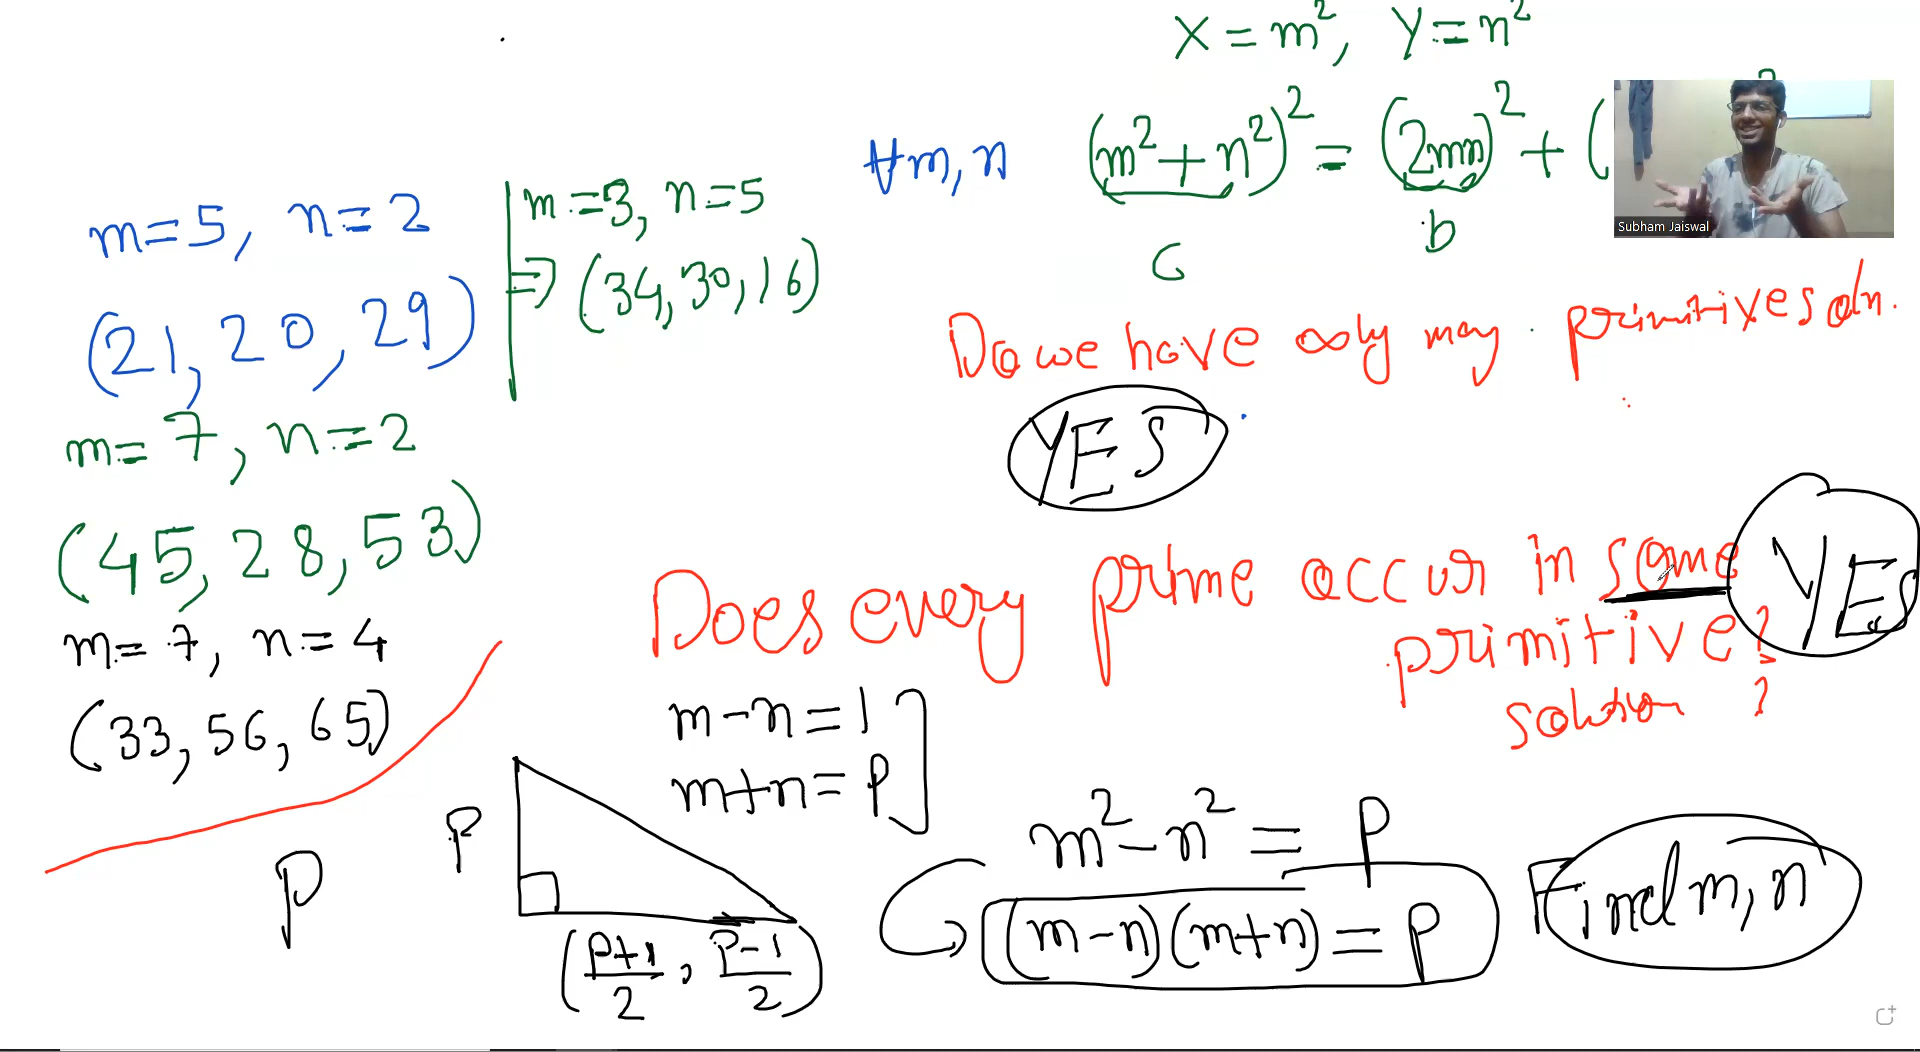 X = m², Y = n²
∀ m, n (m² + n²)² = (2mn)² + (
c b
Subham Jaiswal
m = 5, n = 2
(21, 20, 29)
m = 3, n = 5
⇒ (34, 30, 16)
Do we have ∞ly many primitive soln.
YES
m = 7, n = 2
(45, 28, 53)
m = 7, n = 4
(33, 56, 65)
Does every prime occur in some
primitive?
solution ?
YES
m - n = 1
m + n = p
p
p
(p+1/2, p-1/2)
m² - n² = p
(m - n)(m + n) = p
Find m, n